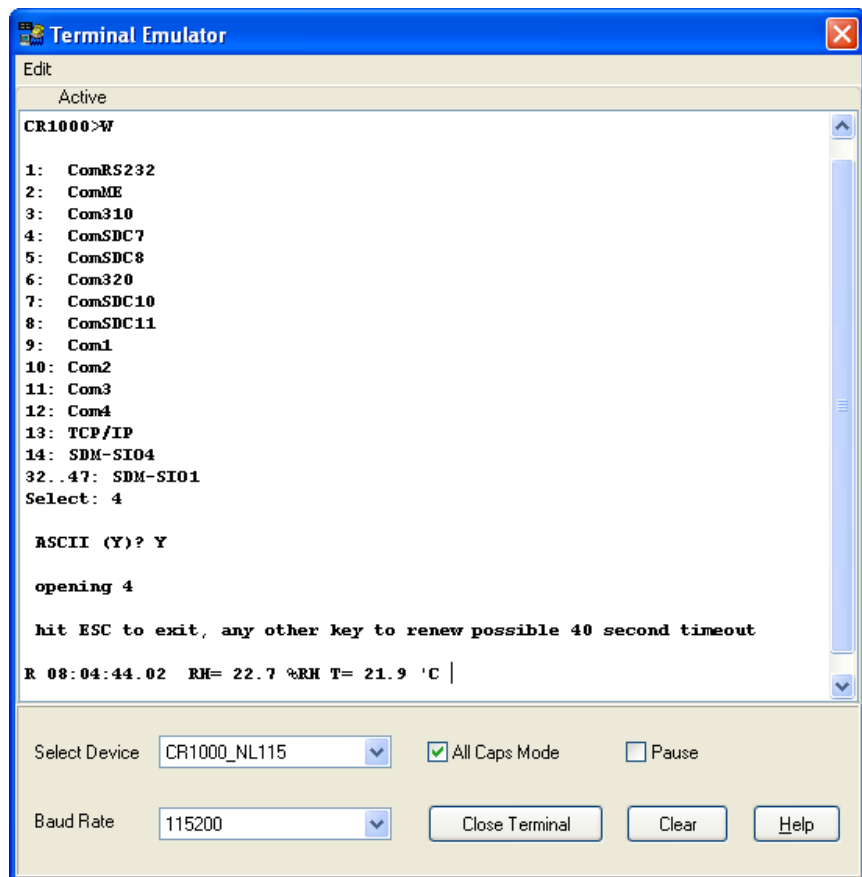 Terminal Emulator
Edit
Active
CR1000>W
1: ComRS232
2: ComME
3: Com310
4: ComSDC7
5: ComSDC8
6: Com320
7: ComSDC10
8: ComSDC11
9: Com1
10: Com2
11: Com3
12: Com4
13: TCP/IP
14: SDM-SIO4
32..47: SDM-SIO1
Select: 4
ASCII (Y)? Y
opening 4
hit ESC to exit, any other key to renew possible 40 second timeout
R 08:04:44.02 RH= 22.7 %RH T= 21.9 'C
Select Device CR1000_NL115 All Caps Mode Pause
Baud Rate 115200 Close Terminal Clear Help